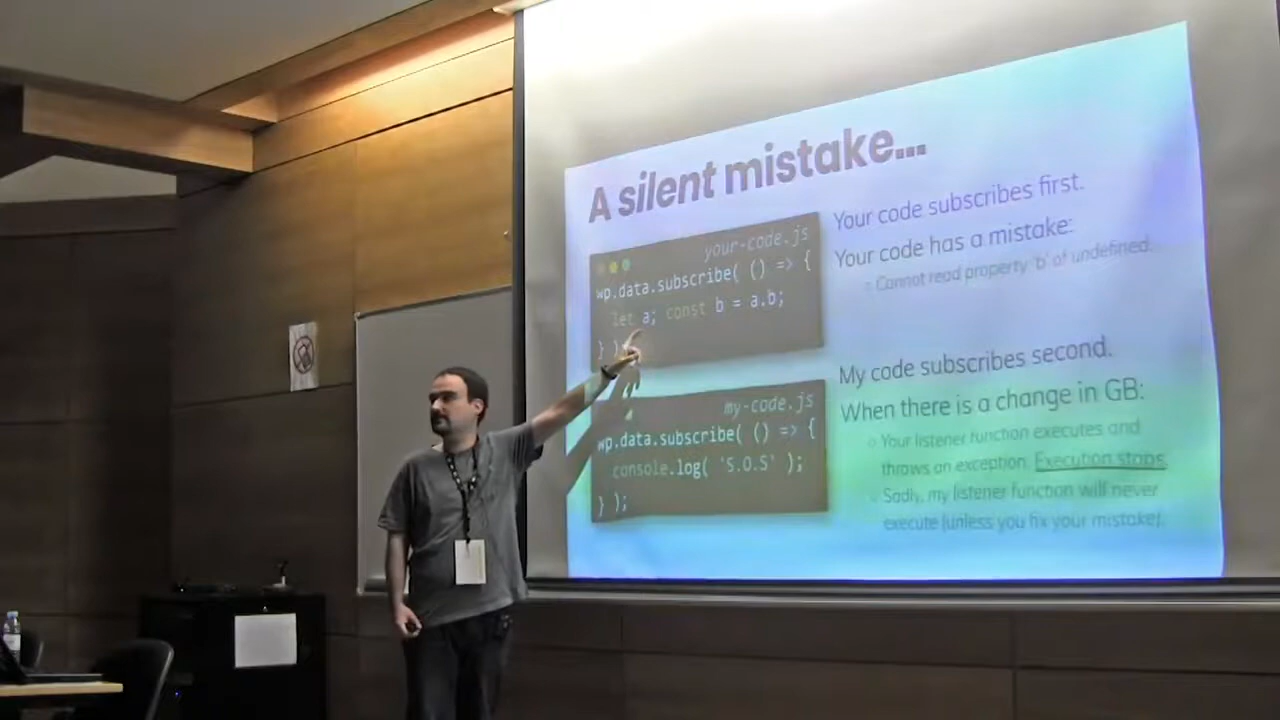 A silent mistake...
your-code.js
wp.data.subscribe( () => {
let a; const b = a.b;
} );
my-code.js
wp.data.subscribe( () => {
console.log( 'S.O.S' );
} );
Your code subscribes first.
Your code has a mistake:
Cannot read property 'b' of undefined.
My code subscribes second.
When there is a change in GB:
Your listener function executes and
throws an exception. Execution stops.
Sadly, my listener function will never
execute (unless you fix your mistake).